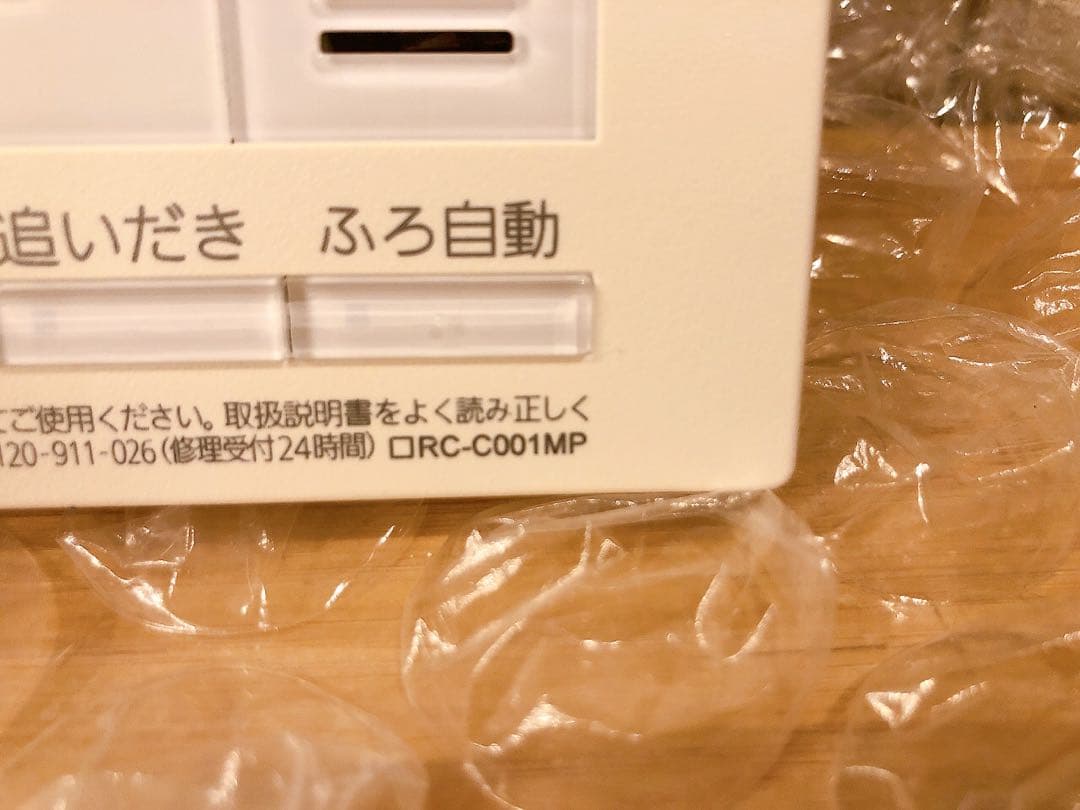 追いだき ふろ自動
ご使用ください。取扱説明書をよく読み正しく
120-911-026(修理受付24時間) □RC-C001MP